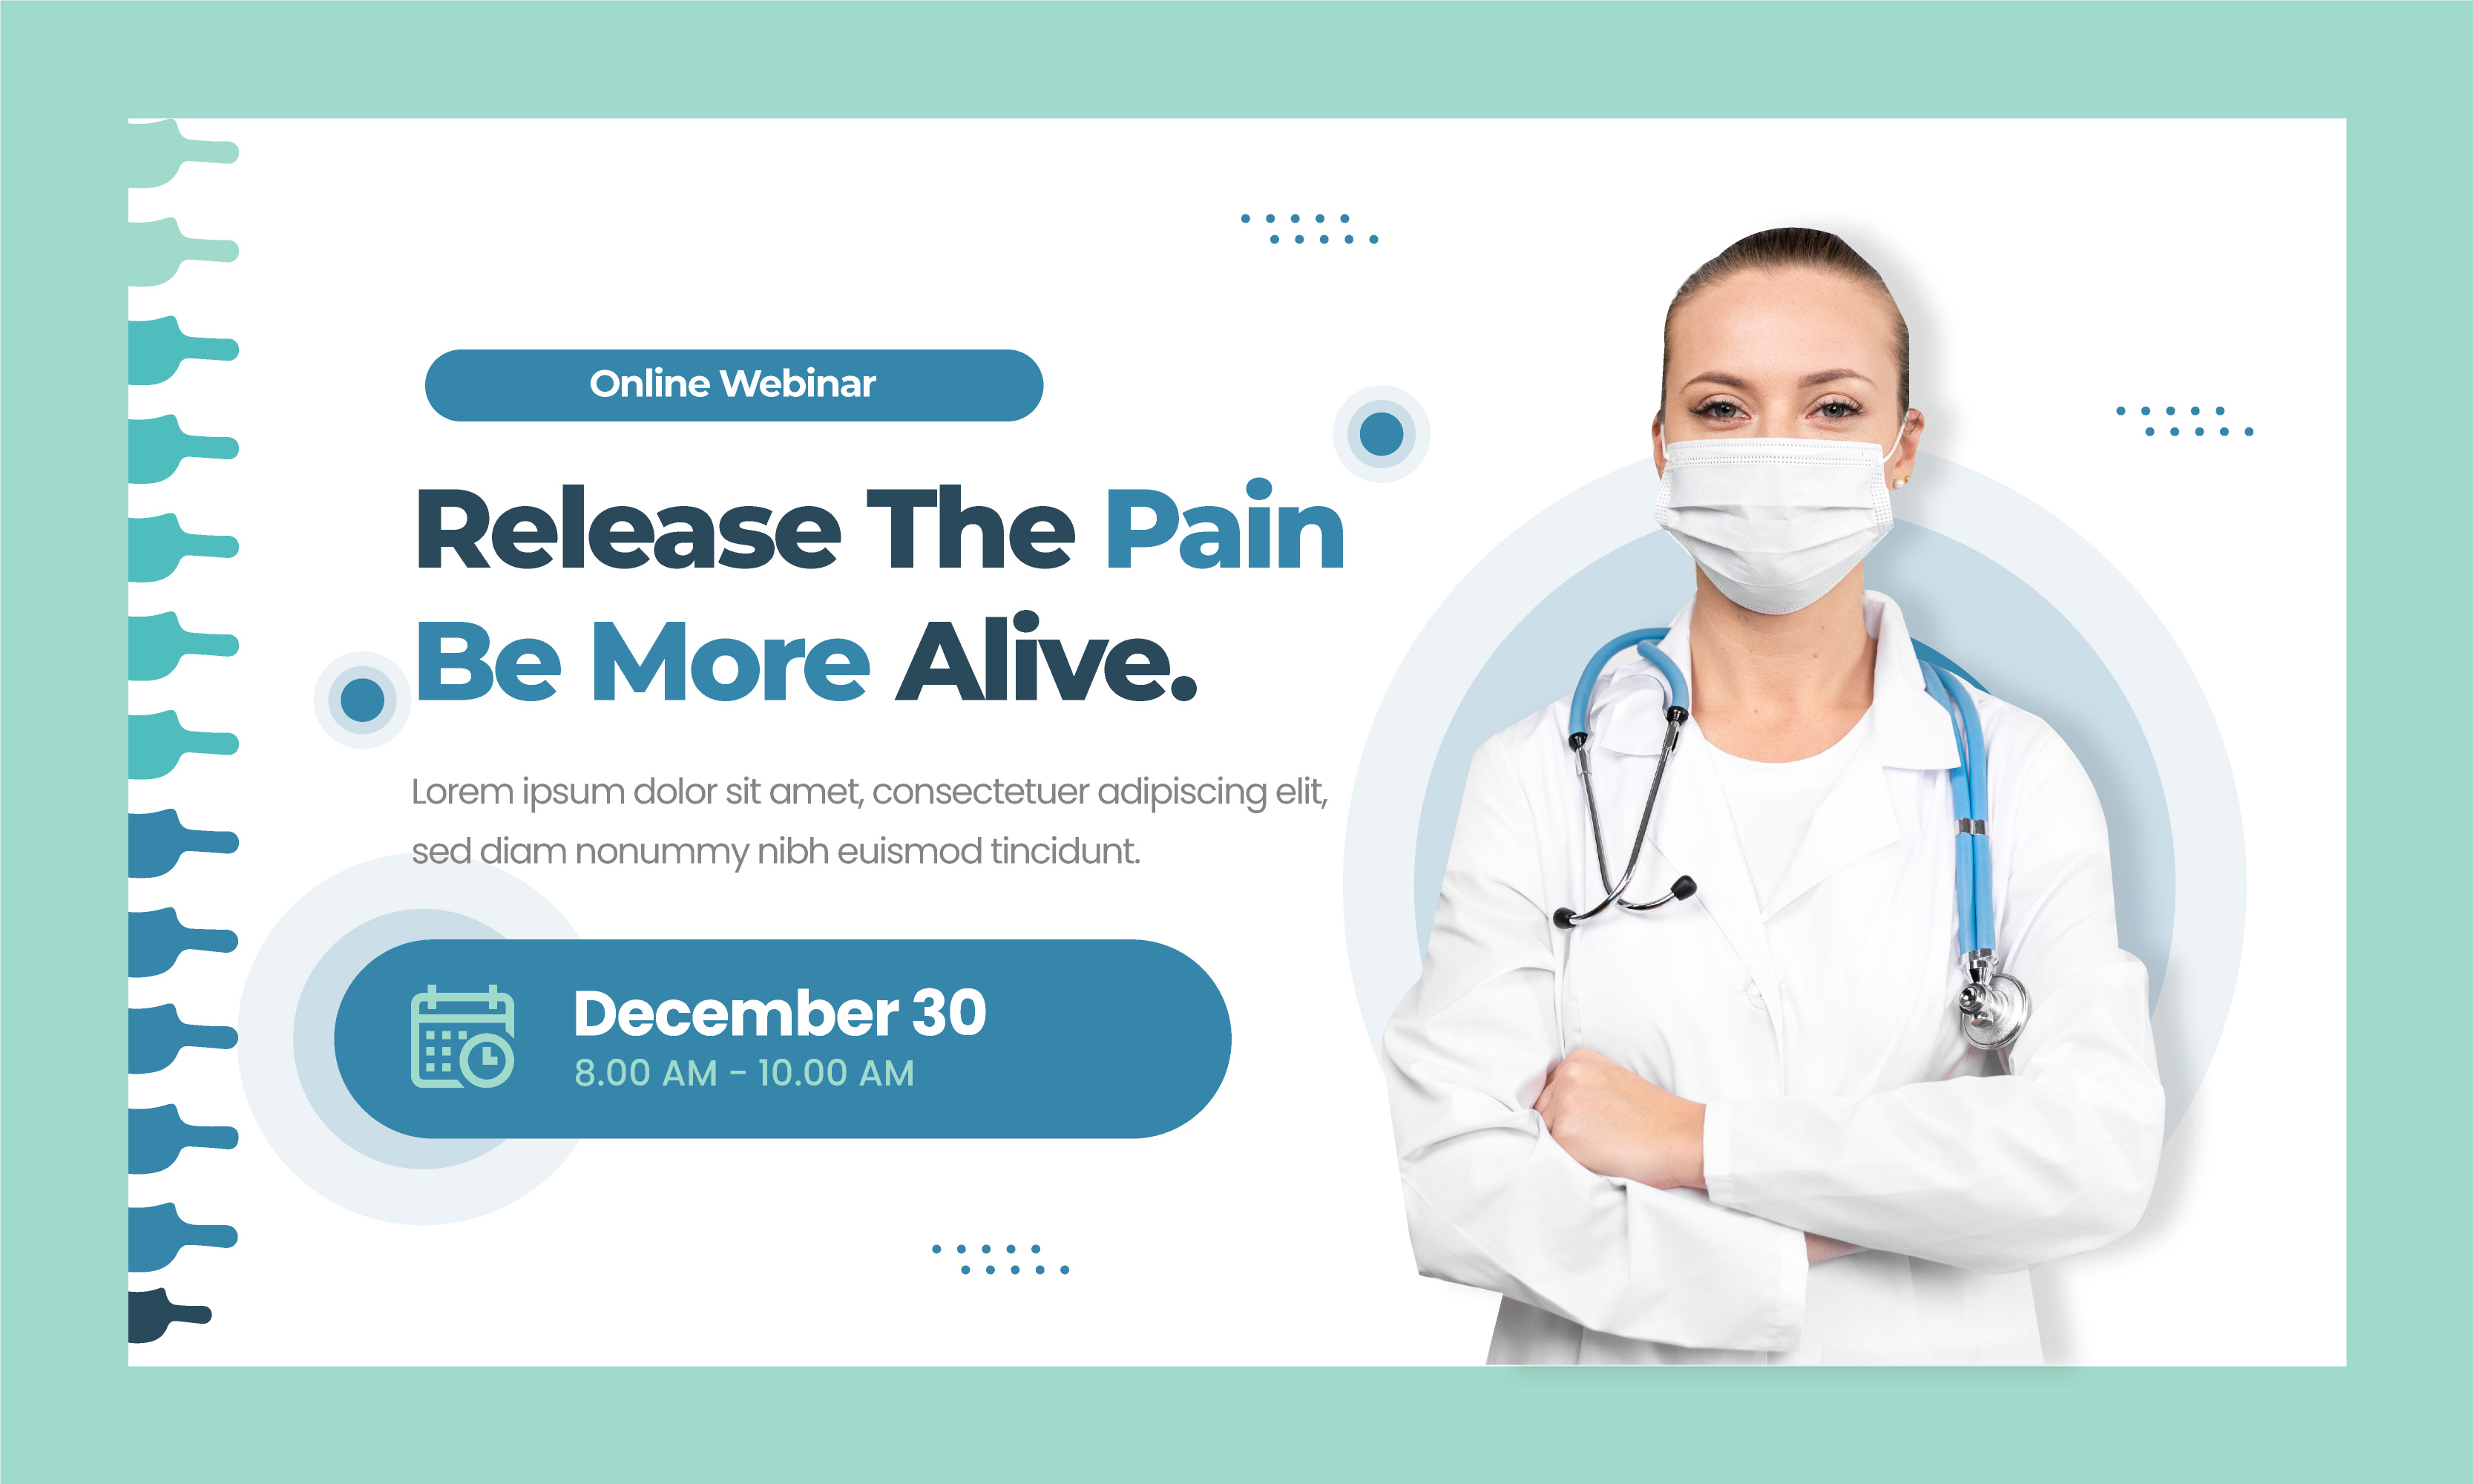 Online Webinar
Release The Pain
Be More Alive.
Lorem ipsum dolor sit amet, consectetuer adipiscing elit,
sed diam nonummy nibh euismod tincidunt.
December 30
8.00 AM - 10.00 AM